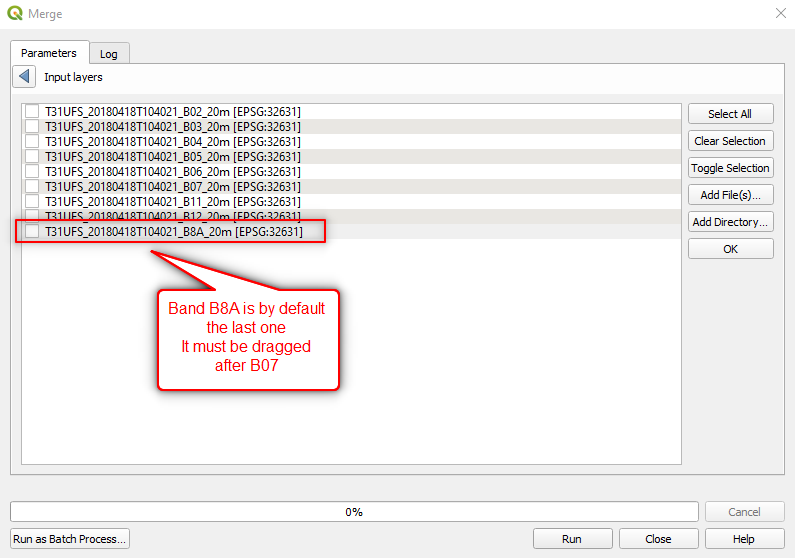 Merge
Parameters
Log
Input layers
T31UFS_20180418T104021_B02_20m [EPSG:32631]
T31UFS_20180418T104021_B03_20m [EPSG:32631]
T31UFS_20180418T104021_B04_20m [EPSG:32631]
T31UFS_20180418T104021_B05_20m [EPSG:32631]
T31UFS_20180418T104021_B06_20m [EPSG:32631]
T31UFS_20180418T104021_B07_20m [EPSG:32631]
T31UFS_20180418T104021_B11_20m [EPSG:32631]
T31UFS_20180418T104021_B12_20m [EPSG:32631]
T31UFS_20180418T104021_B8A_20m [EPSG:32631]
Band B8A is by default
the last one
It must be dragged
after B07
Select All
Clear Selection
Toggle Selection
Add File(s)...
Add Directory...
OK
0%
Cancel
Run as Batch Process...
Run
Close
Help